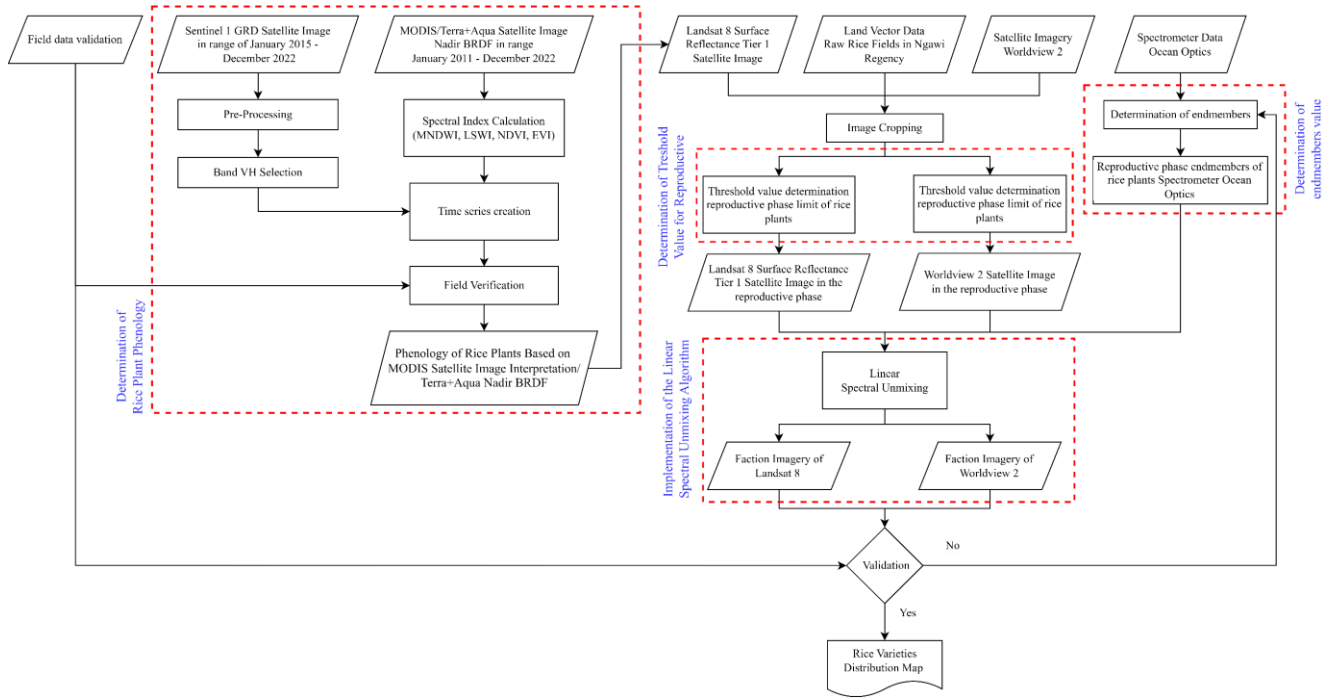 Field data validation
Sentinel 1 GRD Satellite Image
in range of January 2015 -
December 2022
MODIS/Terra+Aqua Satellite Image
Nadir BRDF in range
January 2011 - December 2022
Landsat 8 Surface
Reflectance Tier 1
Satellite Image
Land Vector Data
Raw Rice Fields in Ngawi
Regency
Satellite Imagery
Worldview 2
Spectrometer Data
Ocean Optics
Pre-Processing
Spectral Index Calculation
(MNDWI, LSWI, NDVI, EVI)
Image Cropping
Determination of endmembers
Determination of
endmembers value
Band VH Selection
Time series creation
Determination of Treshold
Value for Reproductive
Threshold value determination
reproductive phase limit of rice
plants
Threshold value determination
reproductive phase limit of rice
plants
Reproductive phase endmembers of
rice plants Spectrometer Ocean
Optics
Field Verification
Landsat 8 Surface Reflectance
Tier 1 Satellite Image in the
reproductive phase
Worldview 2 Satellite Image
in the reproductive phase
Determination of
Rice Plant Phenology
Phenology of Rice Plants Based on
MODIS Satellite Image Interpretation/
Terra+Aqua Nadir BRDF
Implementation of the Linear
Spectral Unmixing Algorithm
Linear
Spectral Unmixing
Faction Imagery of
Landsat 8
Faction Imagery of
Worldview 2
Validation
No
Yes
Rice Varieties
Distribution Map